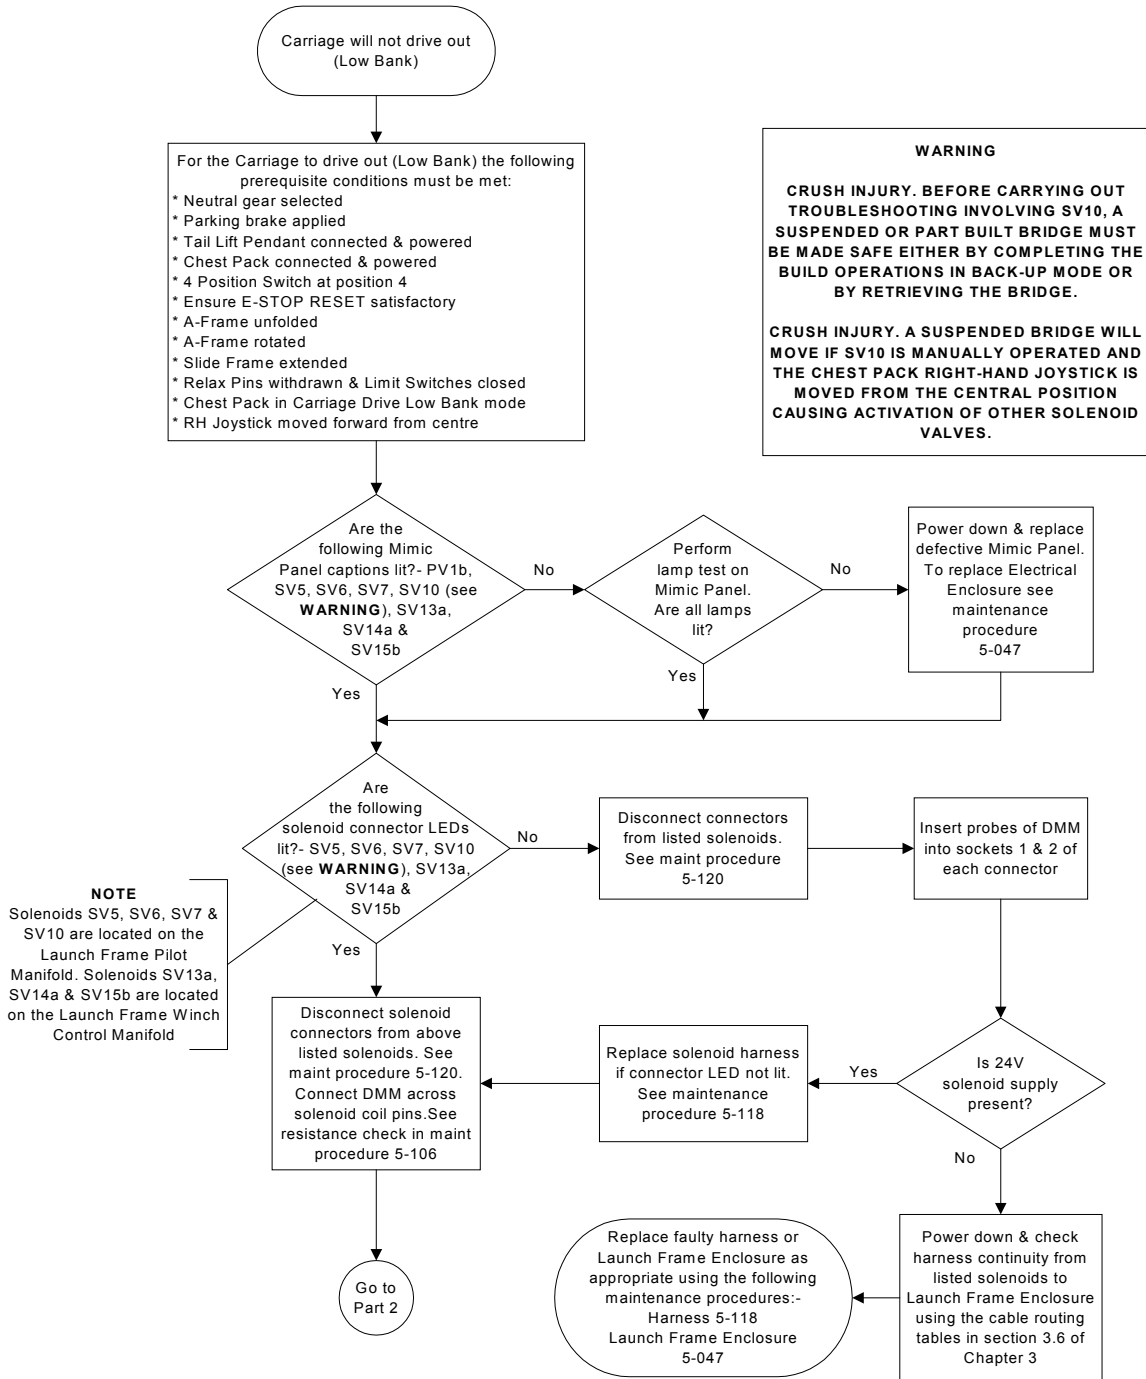 Carriage will not drive out
(Low Bank)
For the Carriage to drive out (Low Bank) the following
prerequisite conditions must be met:
* Neutral gear selected
* Parking brake applied
* Tail Lift Pendant connected & powered
* Chest Pack connected & powered
* 4 Position Switch at position 4
* Ensure E-STOP RESET satisfactory
* A-Frame unfolded
* A-Frame rotated
* Slide Frame extended
* Relax Pins withdrawn & Limit Switches closed
* Chest Pack in Carriage Drive Low Bank mode
* RH Joystick moved forward from centre
WARNING
CRUSH INJURY. BEFORE CARRYING OUT
TROUBLESHOOTING INVOLVING SV10, A
SUSPENDED OR PART BUILT BRIDGE MUST
BE MADE SAFE EITHER BY COMPLETING THE
BUILD OPERATIONS IN BACK-UP MODE OR
BY RETRIEVING THE BRIDGE.
CRUSH INJURY. A SUSPENDED BRIDGE WILL
MOVE IF SV10 IS MANUALLY OPERATED AND
THE CHEST PACK RIGHT-HAND JOYSTICK IS
MOVED FROM THE CENTRAL POSITION
CAUSING ACTIVATION OF OTHER SOLENOID
VALVES.
Are the
following Mimic
Panel captions lit?- PV1b,
SV5, SV6, SV7, SV10 (see
WARNING), SV13a,
SV14a &
SV15b
No
Yes
Perform
lamp test on
Mimic Panel.
Are all lamps
lit?
No
Yes
Power down & replace
defective Mimic Panel.
To replace Electrical
Enclosure see
maintenance
procedure
5-047
Are
the following
solenoid connector LEDs
lit?- SV5, SV6, SV7, SV10
(see WARNING), SV13a,
SV14a &
SV15b
No
Yes
Disconnect connectors
from listed solenoids.
See maint procedure
5-120
Insert probes of DMM
into sockets 1 & 2 of
each connector
NOTE
Solenoids SV5, SV6, SV7 &
SV10 are located on the
Launch Frame Pilot
Manifold. Solenoids SV13a,
SV14a & SV15b are located
on the Launch Frame Winch
Control Manifold
Disconnect solenoid
connectors from above
listed solenoids. See
maint procedure 5-120.
Connect DMM across
solenoid coil pins.See
resistance check in maint
procedure 5-106
Replace solenoid harness
if connector LED not lit.
See maintenance
procedure 5-118
Yes
Is 24V
solenoid supply
present?
No
Go to
Part 2
Replace faulty harness or
Launch Frame Enclosure as
appropriate using the following
maintenance procedures:-
Harness 5-118
Launch Frame Enclosure
5-047
Power down & check
harness continuity from
listed solenoids to
Launch Frame Enclosure
using the cable routing
tables in section 3.6 of
Chapter 3